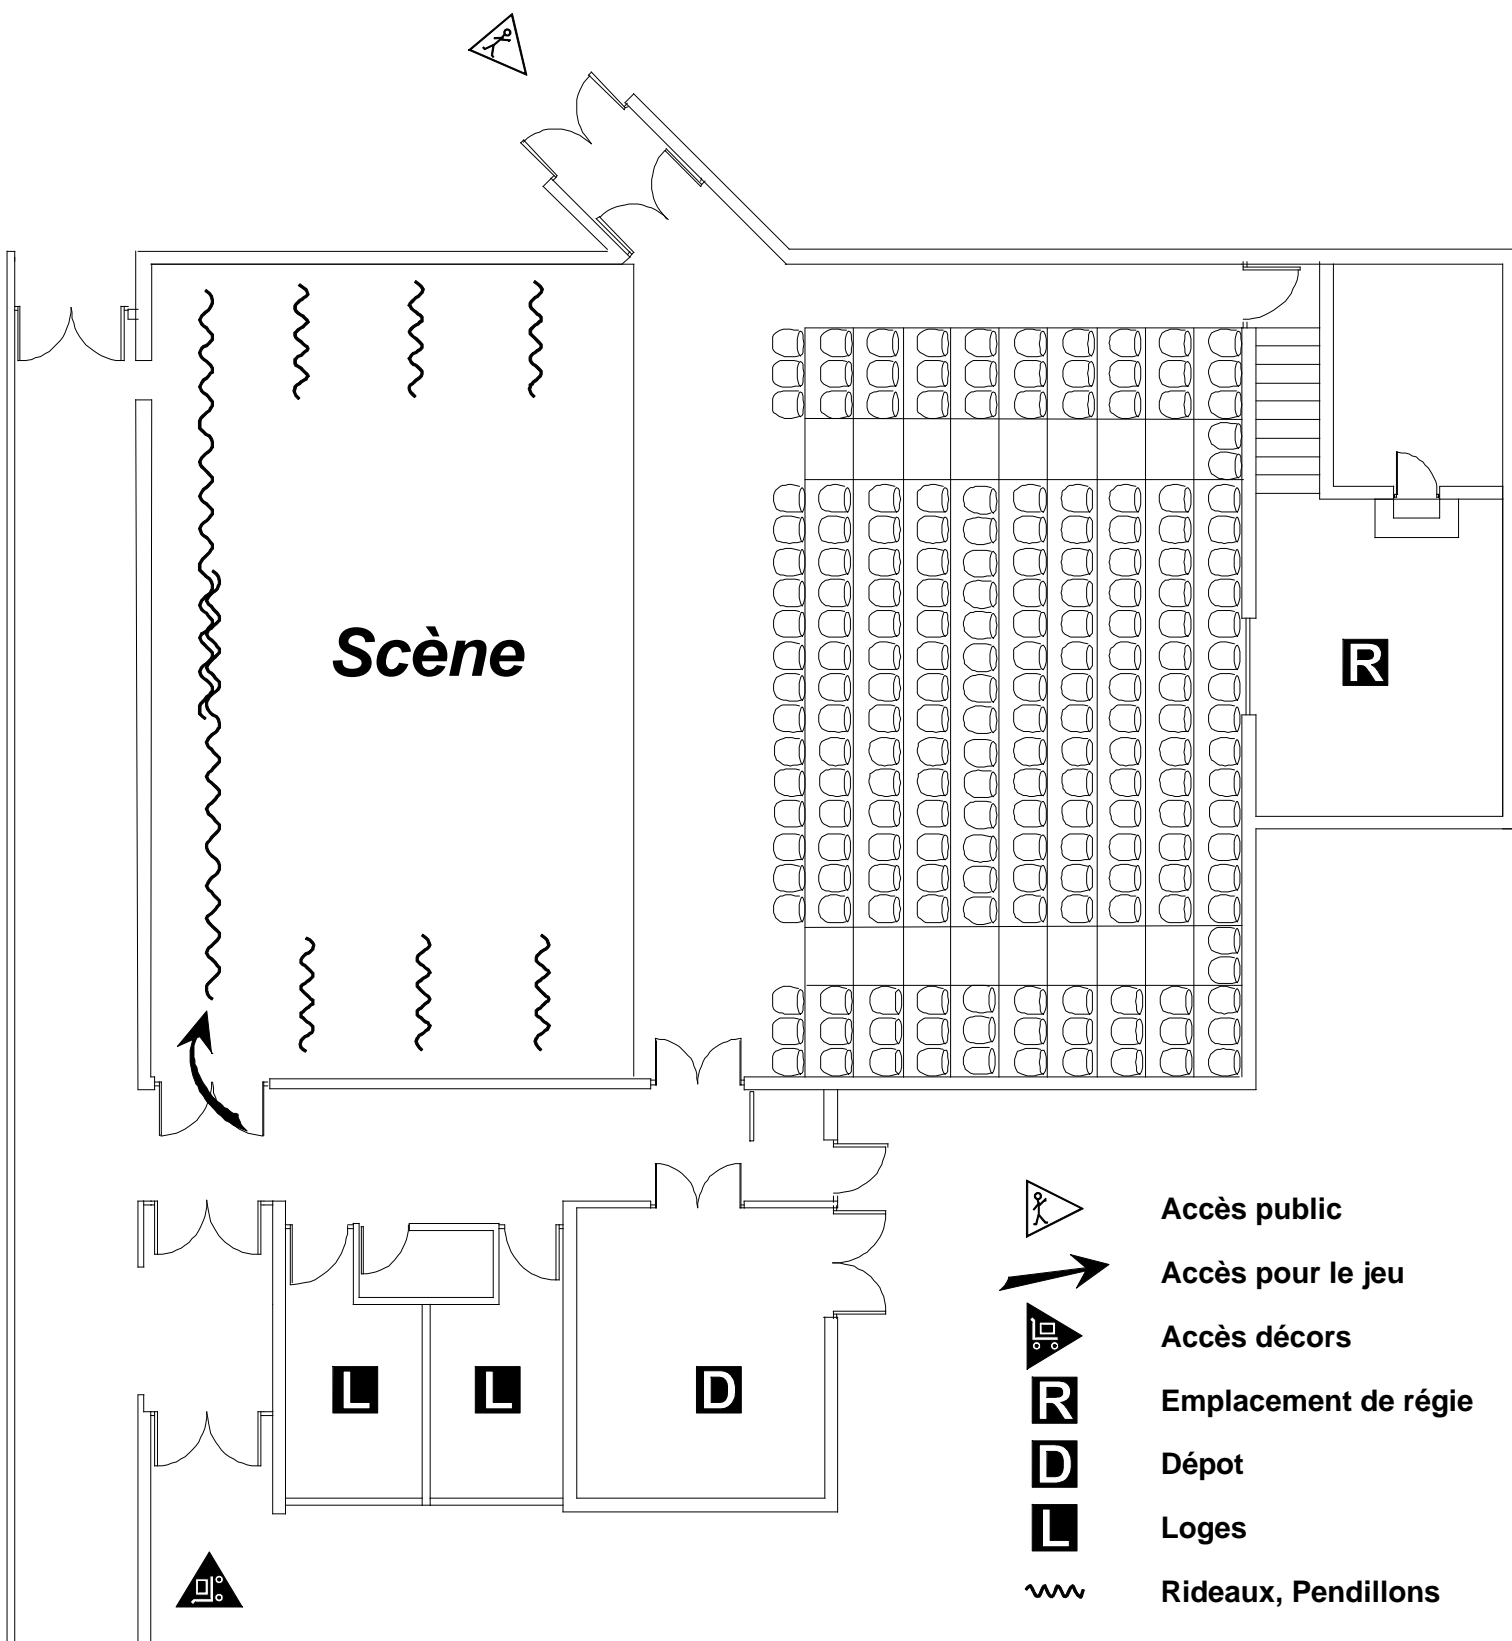 Scène
R
L
L
D
Accès public
Accès pour le jeu
Accès décors
R Emplacement de régie
D Dépot
L Loges
Rideaux, Pendillons